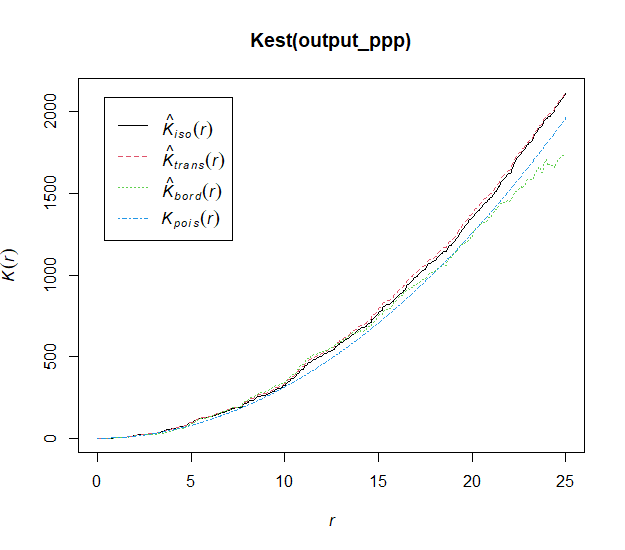 Kest(output_ppp)
K̂iso(r)
K̂trans(r)
K̂bord(r)
Kpois(r)
K(r)
2000
1500
1000
500
0
0 5 10 15 20 25
r